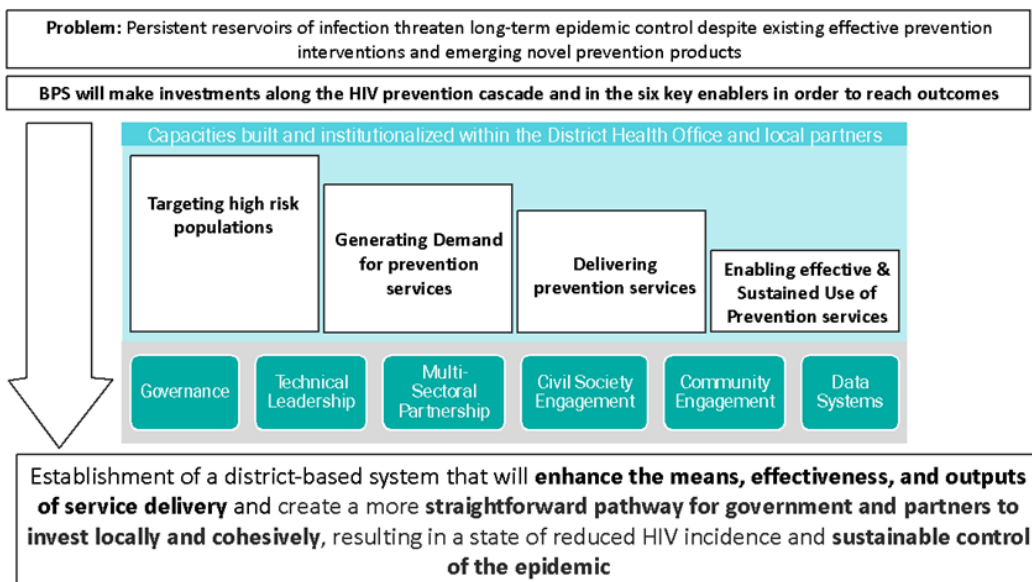 Problem: Persistent reservoirs of infection threaten long-term epidemic control despite existing effective prevention
interventions and emerging novel prevention products
BPS will make investments along the HIV prevention cascade and in the six key enablers in order to reach outcomes
Capacities built and institutionalized within the District Health Office and local partners
Targeting high risk
populations
Generating Demand
for prevention
services
Delivering
prevention services
Enabling effective &
Sustained Use of
Prevention services
Governance
Technical
Leadership
Multi-
Sectoral
Partnership
Civil Society
Engagement
Community
Engagement
Data
Systems
Establishment of a district-based system that will enhance the means, effectiveness, and outputs
of service delivery and create a more straightforward pathway for government and partners to
invest locally and cohesively, resulting in a state of reduced HIV incidence and sustainable control
of the epidemic